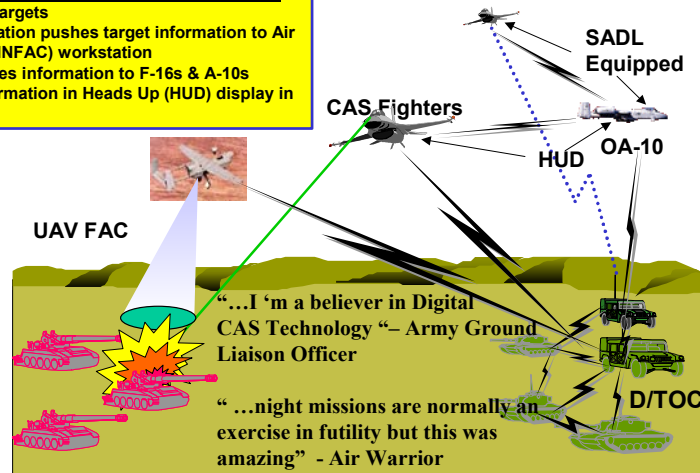 argets
ation pushes target information to Air
NFAC) workstation
es information to F-16s & A-10s
rmation in Heads Up (HUD) display in
SADL
Equipped
CAS Fighters
HUD
OA-10
UAV FAC
“…I ‘m a believer in Digital
CAS Technology “– Army Ground
Liaison Officer
D/TOC
“ …night missions are normally an
exercise in futility but this was
amazing” - Air Warrior